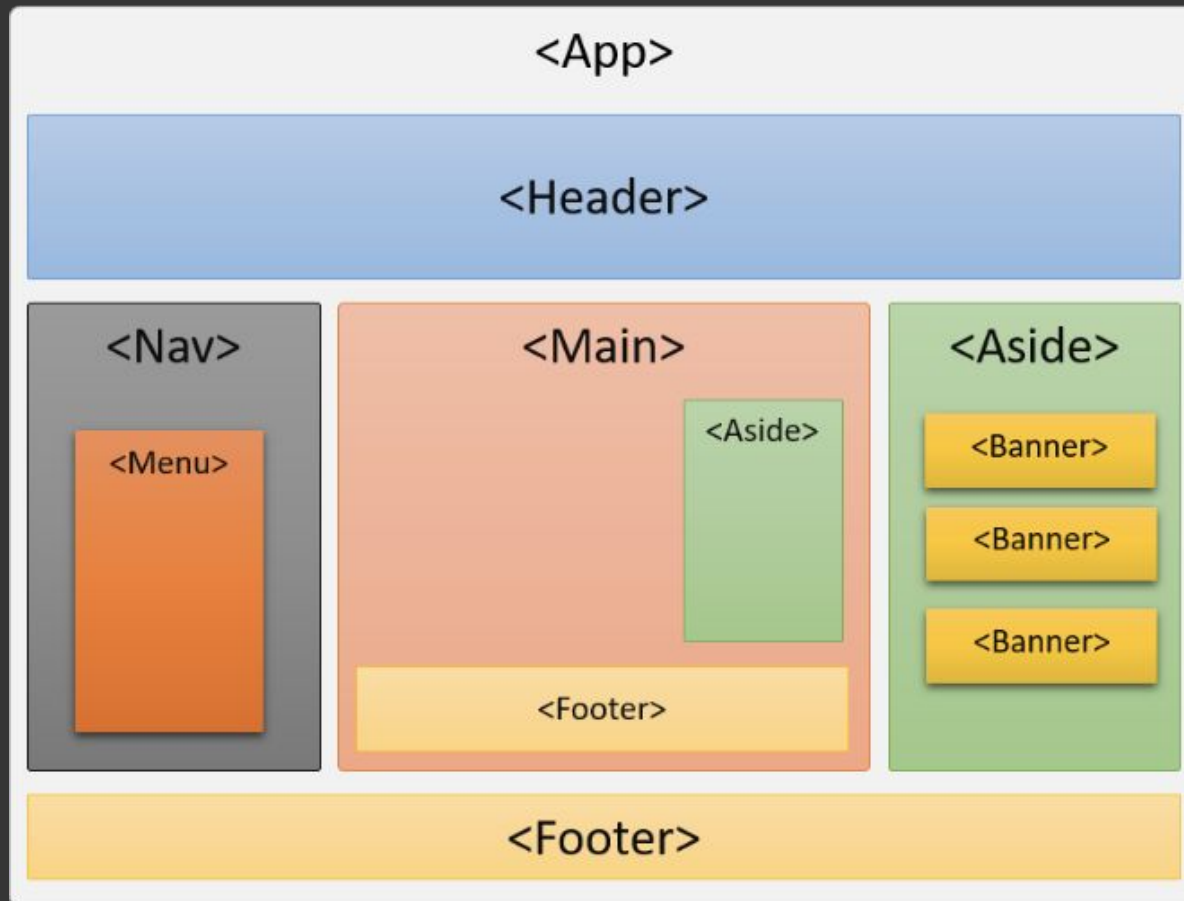 <App>
<Header>
<Nav>
<Menu>
<Main>
<Aside>
<Footer>
<Aside>
<Banner>
<Banner>
<Banner>
<Footer>